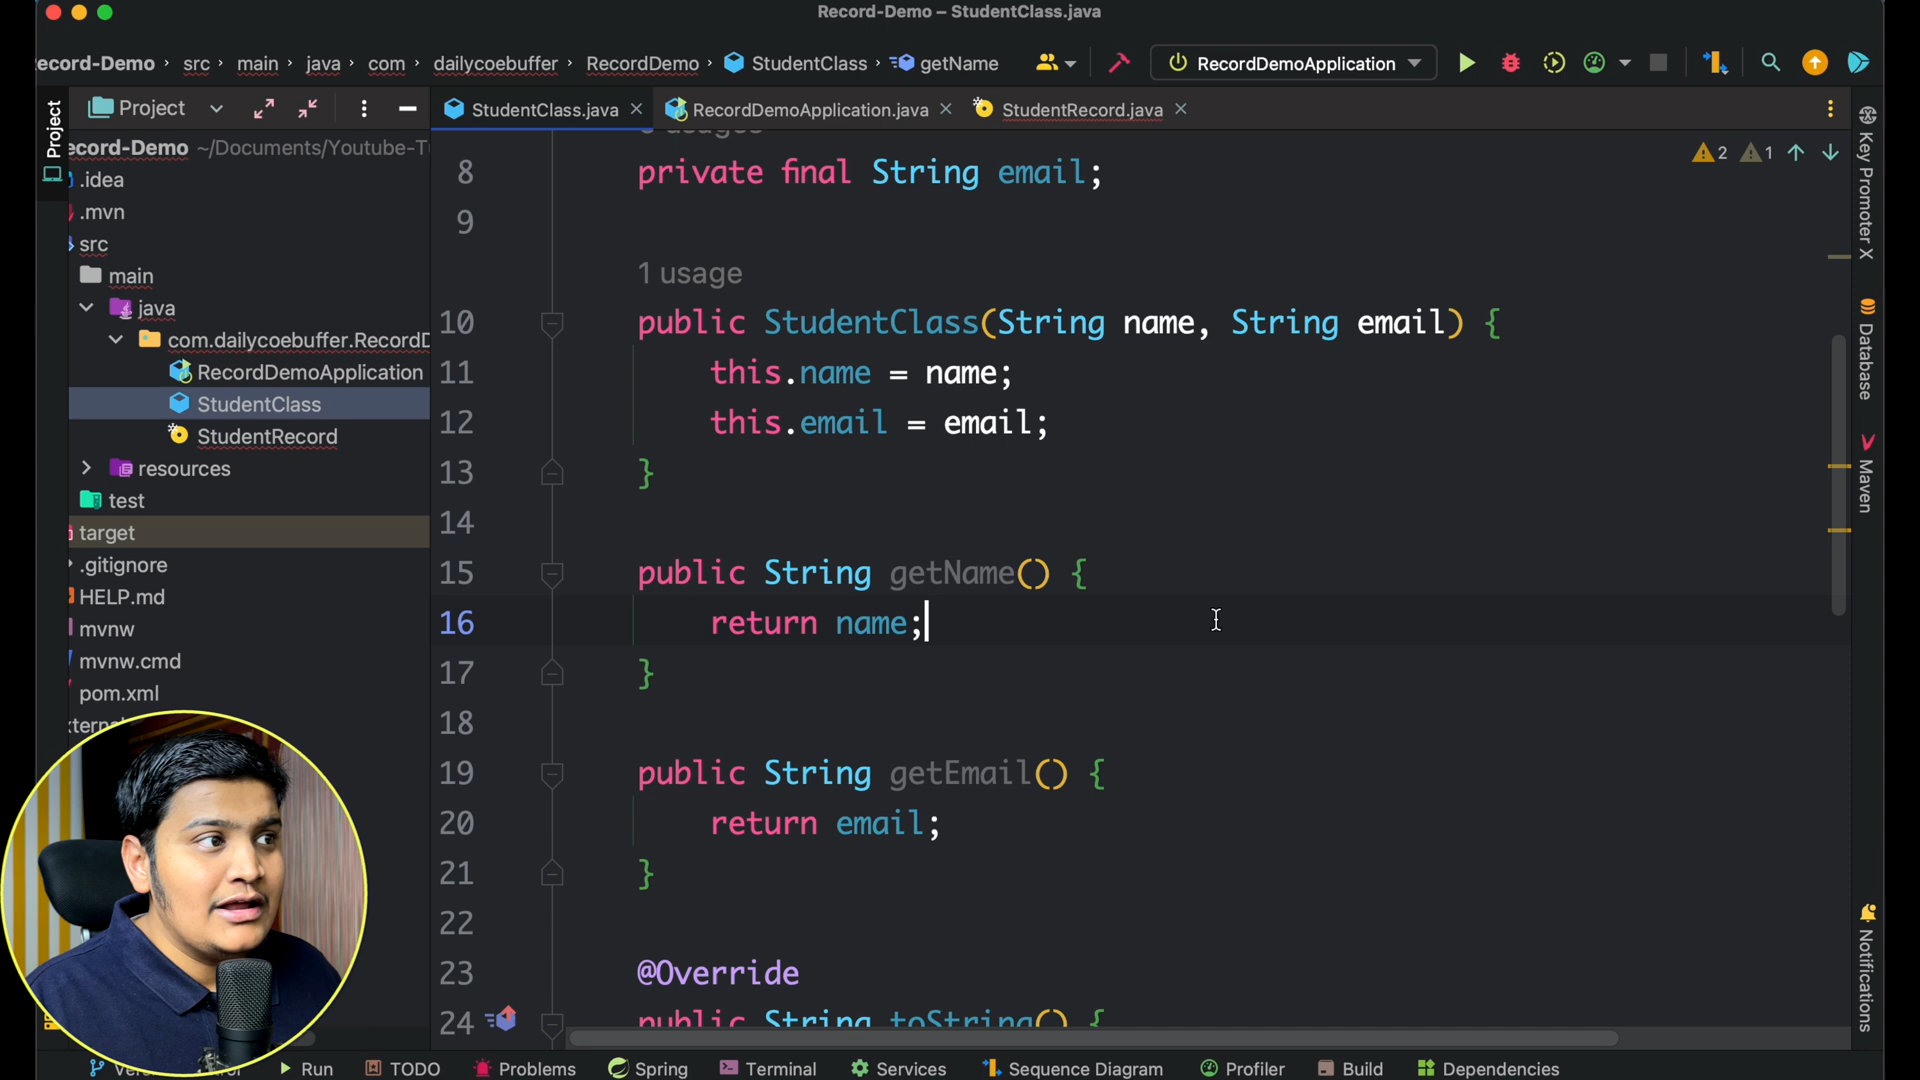 Record-Demo – StudentClass.java
ecord-Demo › src › main › java › com › dailycoebuffer › RecordDemo › StudentClass › getName
RecordDemoApplication
Project
Project
StudentClass.java
RecordDemoApplication.java
StudentRecord.java
ecord-Demo ~/Documents/Youtube-T
.idea
.mvn
src
main
java
com.dailycoebuffer.RecordD
RecordDemoApplication
StudentClass
StudentRecord
resources
test
target
.gitignore
HELP.md
mvnw
mvnw.cmd
pom.xml
usages
2
1
8 private final String email;
9
1 usage
10 public StudentClass(String name, String email) {
11 this.name = name;
12 this.email = email;
13 }
14
15 public String getName() {
16 return name;
17 }
18
19 public String getEmail() {
20 return email;
21 }
22
23 @Override
24 public String toString() {
Key Promoter X
Database
Maven
Notifications
Run
TODO
Problems
Spring
Terminal
Services
Sequence Diagram
Profiler
Build
Dependencies